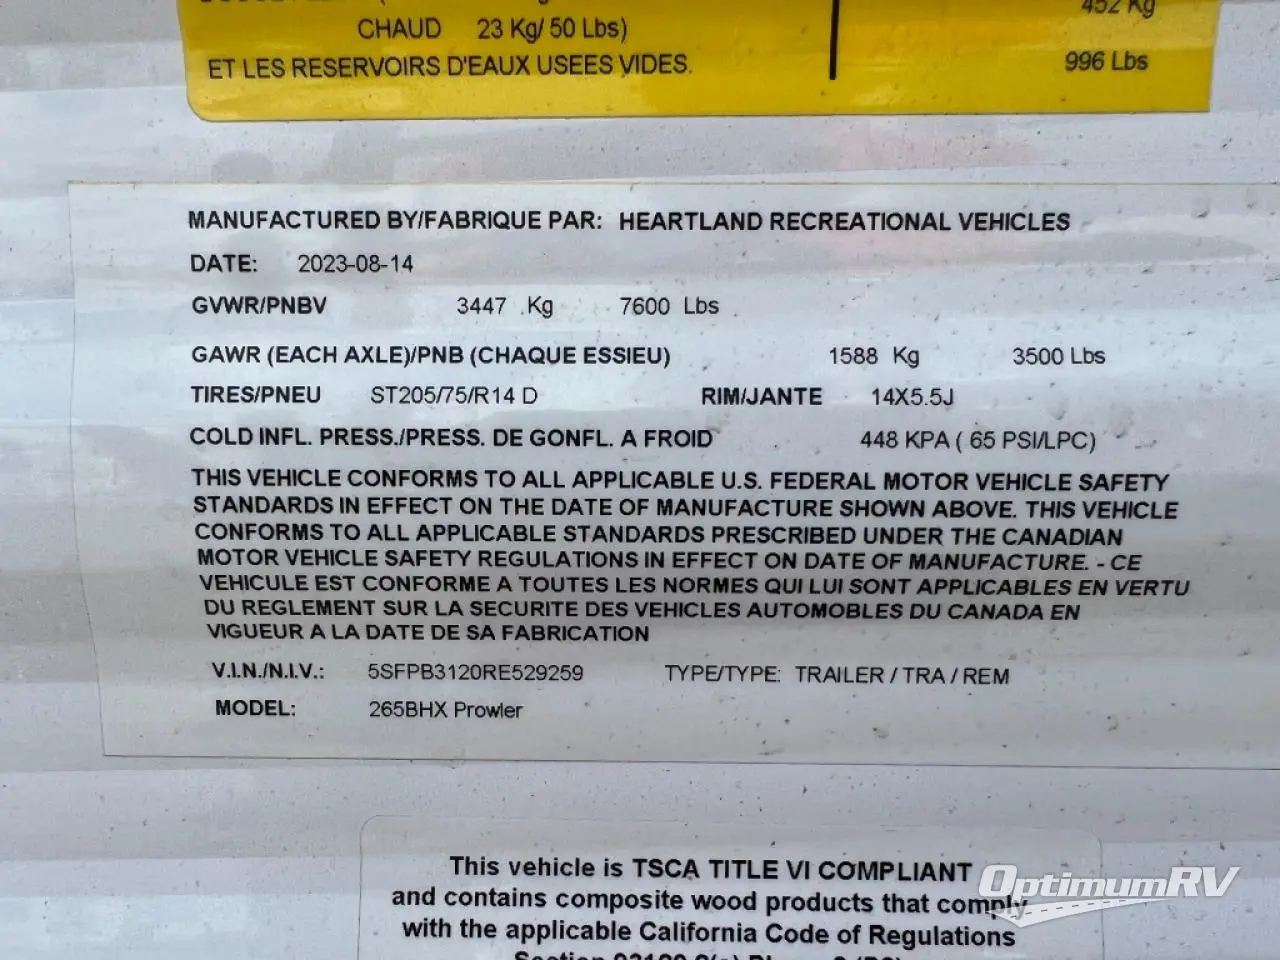 452 Kg
CHAUD 23 Kg/ 50 Lbs)
ET LES RESERVOIRS D'EAUX USEES VIDES. 996 Lbs
MANUFACTURED BY/FABRIQUE PAR: HEARTLAND RECREATIONAL VEHICLES
DATE: 2023-08-14
GVWR/PNBV 3447 Kg 7600 Lbs
GAWR (EACH AXLE)/PNB (CHAQUE ESSIEU) 1588 Kg 3500 Lbs
TIRES/PNEU ST205/75/R14 D RIM/JANTE 14X5.5J
COLD INFL. PRESS./PRESS. DE GONFL. A FROID 448 KPA ( 65 PSI/LPC)
THIS VEHICLE CONFORMS TO ALL APPLICABLE U.S. FEDERAL MOTOR VEHICLE SAFETY
STANDARDS IN EFFECT ON THE DATE OF MANUFACTURE SHOWN ABOVE. THIS VEHICLE
CONFORMS TO ALL APPLICABLE STANDARDS PRESCRIBED UNDER THE CANADIAN
MOTOR VEHICLE SAFETY REGULATIONS IN EFFECT ON DATE OF MANUFACTURE. - CE
VEHICULE EST CONFORME A TOUTES LES NORMES QUI LUI SONT APPLICABLES EN VERTU
DU REGLEMENT SUR LA SECURITE DES VEHICLES AUTOMOBLES DU CANADA EN
VIGUEUR A LA DATE DE SA FABRICATION
V.I.N./N.I.V.: 5SFPB3120RE529259 TYPE/TYPE: TRAILER / TRA / REM
MODEL: 265BHX Prowler
This vehicle is TSCA TITLE VI COMPLIANT
and contains composite wood products that comply
with the applicable California Code of Regulations
OptimumRV